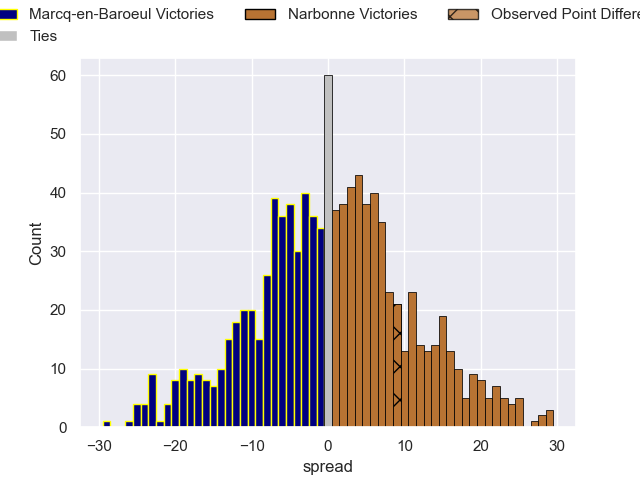 Marcq-en-Baroeul Victories Narbonne Victories Observed Point Differe
Ties
60
50
40
30
20
10
0
Count
−30 −20 −10 0 10 20 30
spread